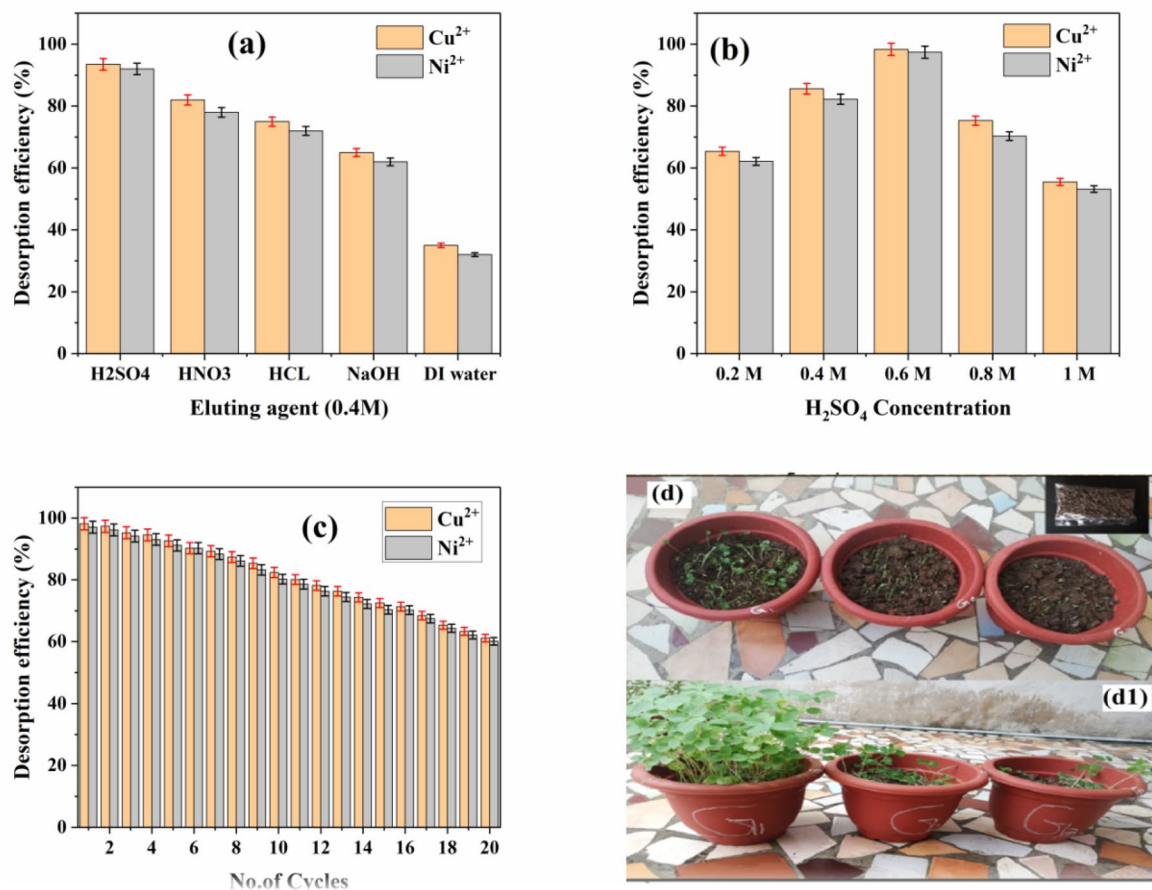 (a)
Cu²⁺
Ni²⁺
Desorption efficiency (%)
100
80
60
40
20
0
H2SO4 HNO3 HCL NaOH DI water
Eluting agent (0.4M)
(b)
Cu²⁺
Ni²⁺
Desorption efficiency (%)
100
80
60
40
20
0
0.2 M 0.4 M 0.6 M 0.8 M 1 M
H₂SO₄ Concentration
(c)
Cu²⁺
Ni²⁺
Desorption efficiency (%)
100
80
60
40
20
0
2 4 6 8 10 12 14 16 18 20
No.of Cycles
(d)
(d1)
G1